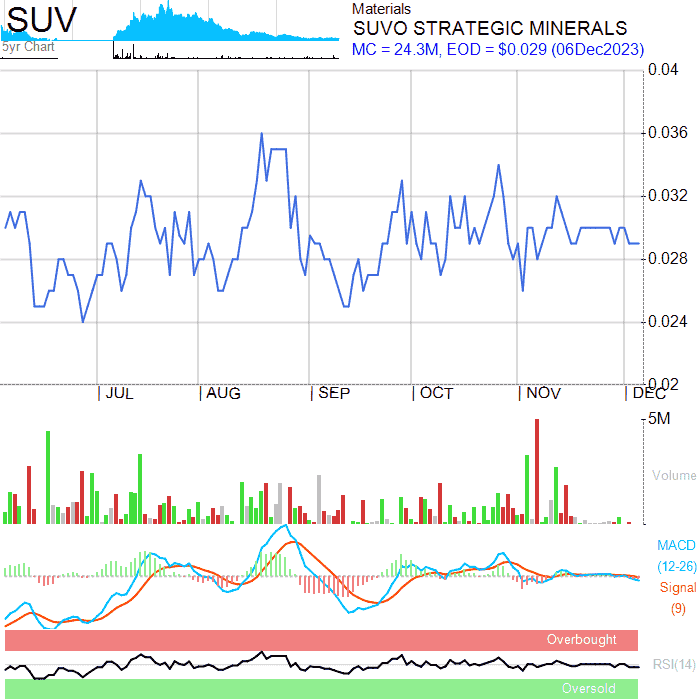 SUV
5yr Chart
Materials
SUVO STRATEGIC MINERALS
MC = 24.3M, EOD = $0.029 (06Dec2023)
0.04
0.036
0.032
0.028
0.024
0.02
JUL AUG SEP OCT NOV DEC
5M
Volume
MACD
(12-26)
Signal
(9)
Overbought
RSI(14)
Oversold